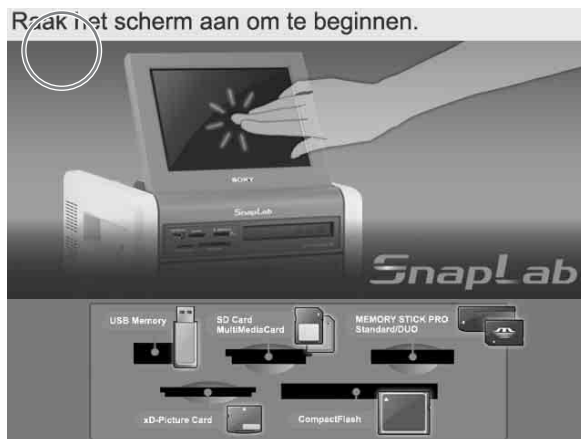 Raak het scherm aan om te beginnen.
SONY
SnapLab
SnapLab
USB Memory
SD Card
MultiMediaCard
MEMORY STICK PRO
Standard/DUO
xD-Picture Card
CompactFlash